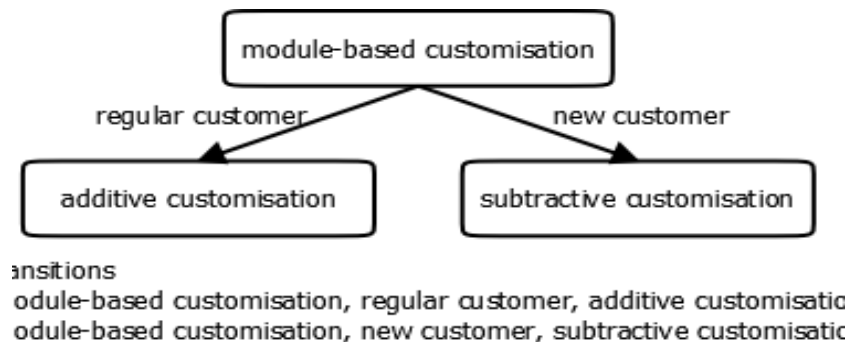 module-based customisation
regular customer
new customer
additive customisation
subtractive customisation
ansitions
odule-based customisation, regular customer, additive customisatio
odule-based customisation, new customer, subtractive customisatio